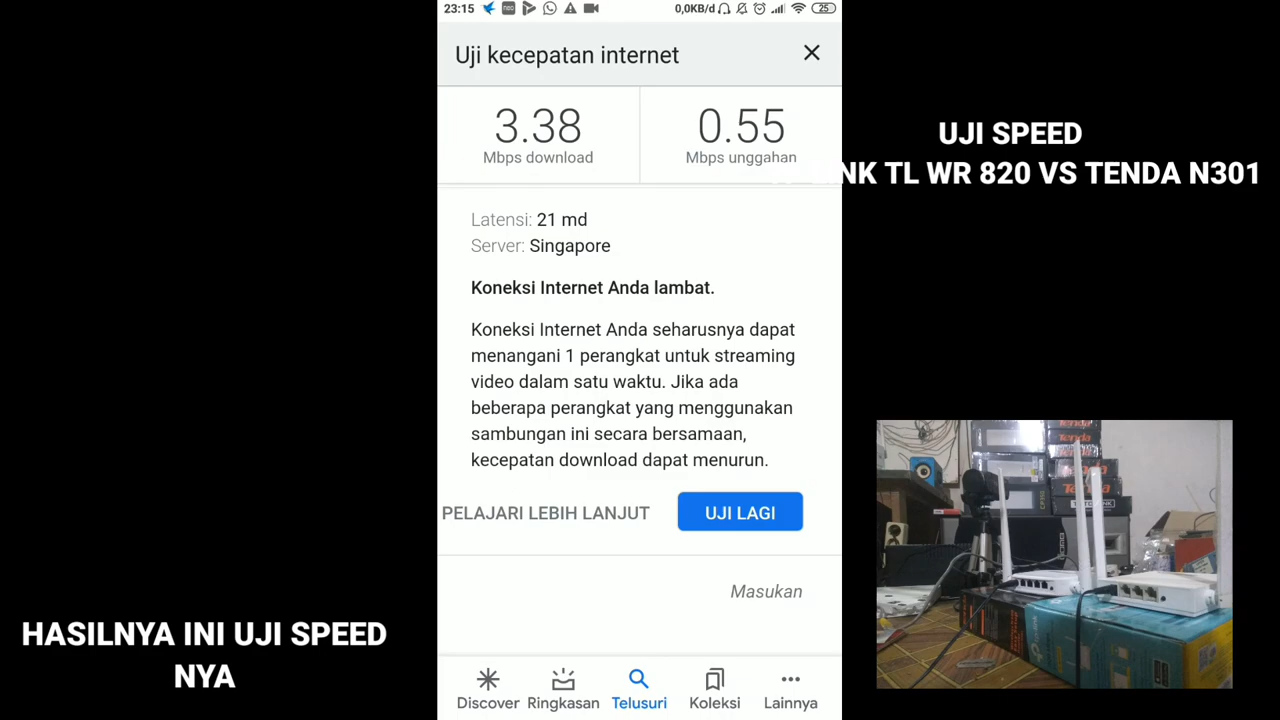 23:15
0,0KB/d
25
Uji kecepatan internet
3.38
Mbps download
0.55
Mbps unggahan
Latensi: 21 md
Server: Singapore
Koneksi Internet Anda lambat.
Koneksi Internet Anda seharusnya dapat
menangani 1 perangkat untuk streaming
video dalam satu waktu. Jika ada
beberapa perangkat yang menggunakan
sambungan ini secara bersamaan,
kecepatan download dapat menurun.
PELAJARI LEBIH LANJUT
UJI LAGI
Masukan
Discover
Ringkasan
Telusuri
Koleksi
Lainnya
UJI SPEED
NK TL WR 820 VS TENDA N301
HASILNYA INI UJI SPEED
NYA
Tenda
Tenda
Tenda
Tenda